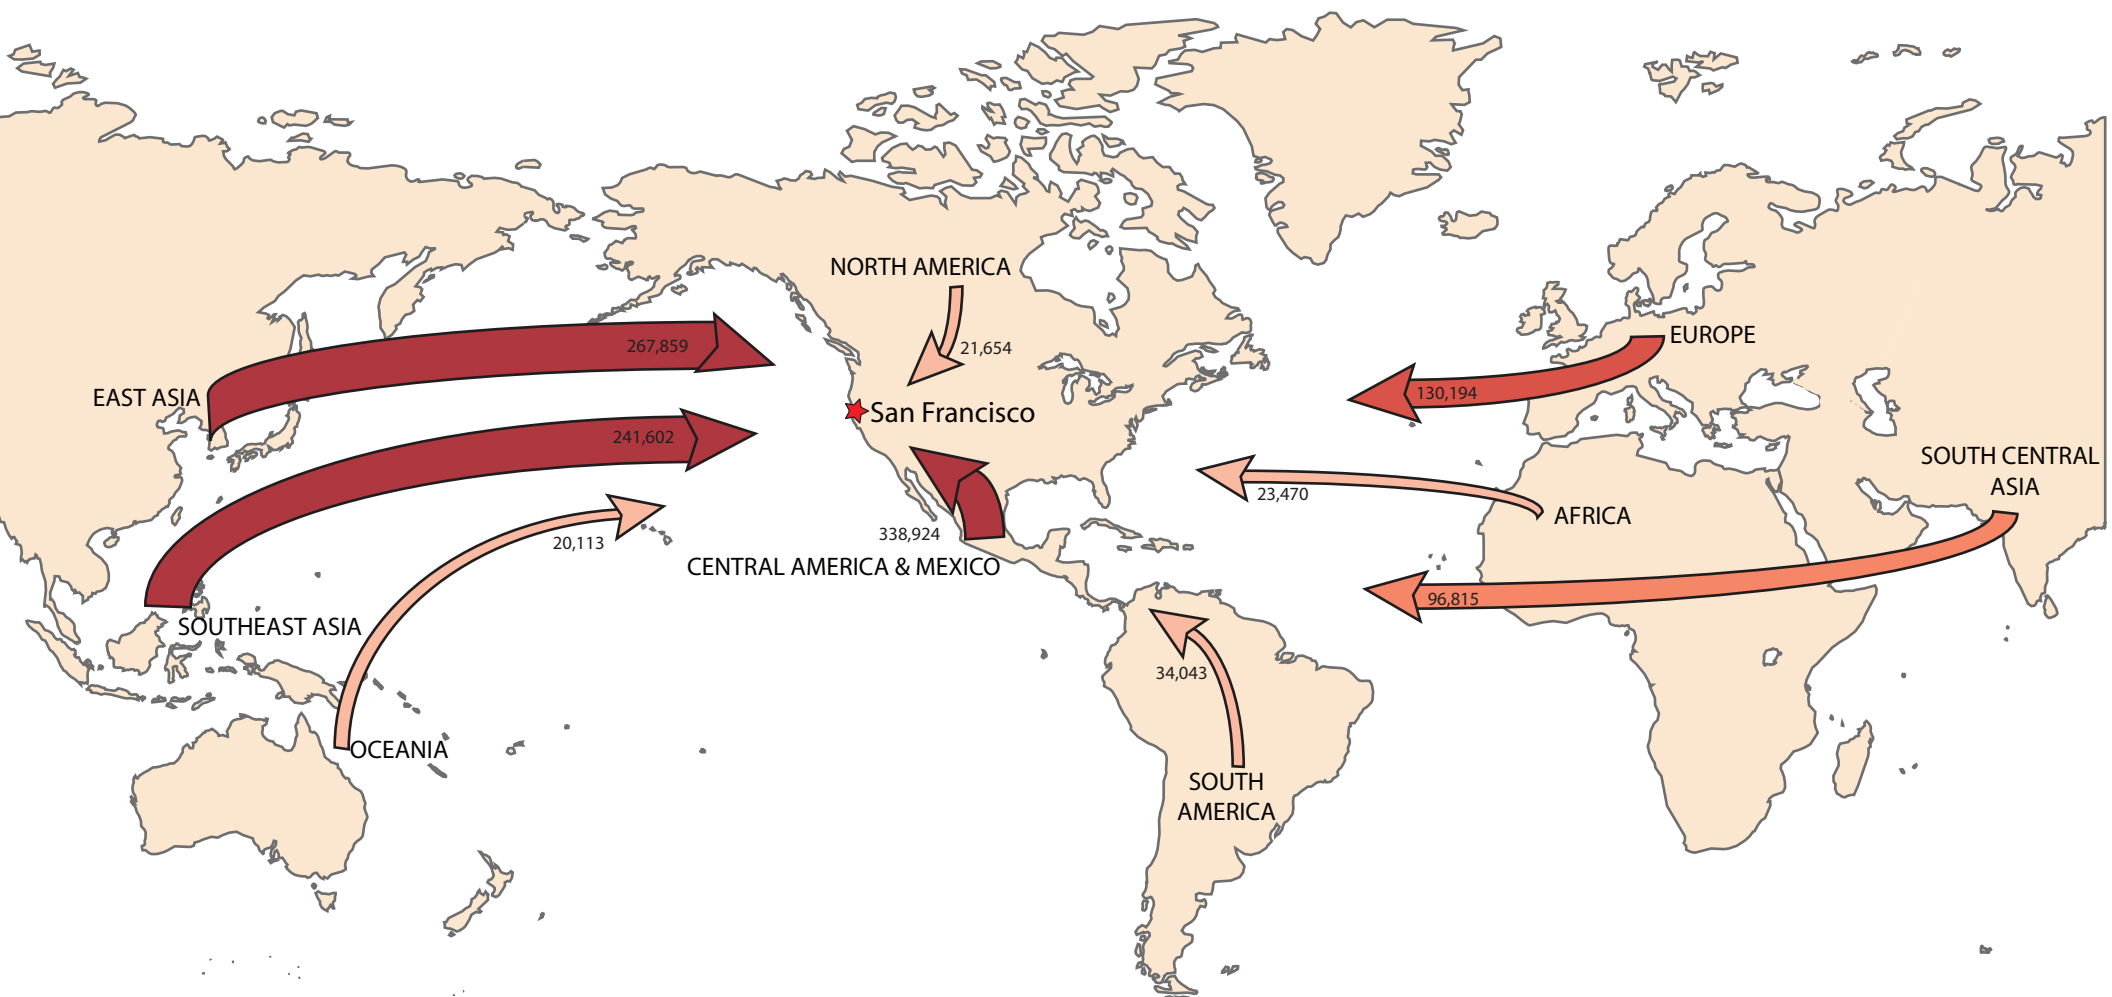 NORTH AMERICA
21,654
267,859
EAST ASIA
EUROPE
130,194
San Francisco
241,602
SOUTH CENTRAL
ASIA
23,470
AFRICA
20,113
338,924
CENTRAL AMERICA & MEXICO
96,815
SOUTHEAST ASIA
34,043
OCEANIA
SOUTH
AMERICA